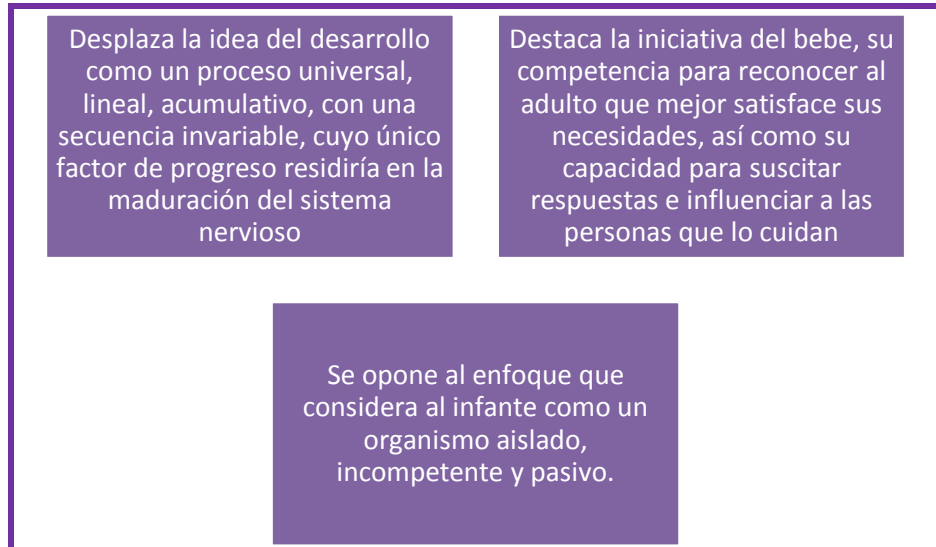 Desplaza la idea del desarrollo
como un proceso universal,
lineal, acumulativo, con una
secuencia invariable, cuyo único
factor de progreso residiría en la
maduración del sistema
nervioso
Destaca la iniciativa del bebe, su
competencia para reconocer al
adulto que mejor satisface sus
necesidades, así como su
capacidad para suscitar
respuestas e influenciar a las
personas que lo cuidan
Se opone al enfoque que
considera al infante como un
organismo aislado,
incompetente y pasivo.